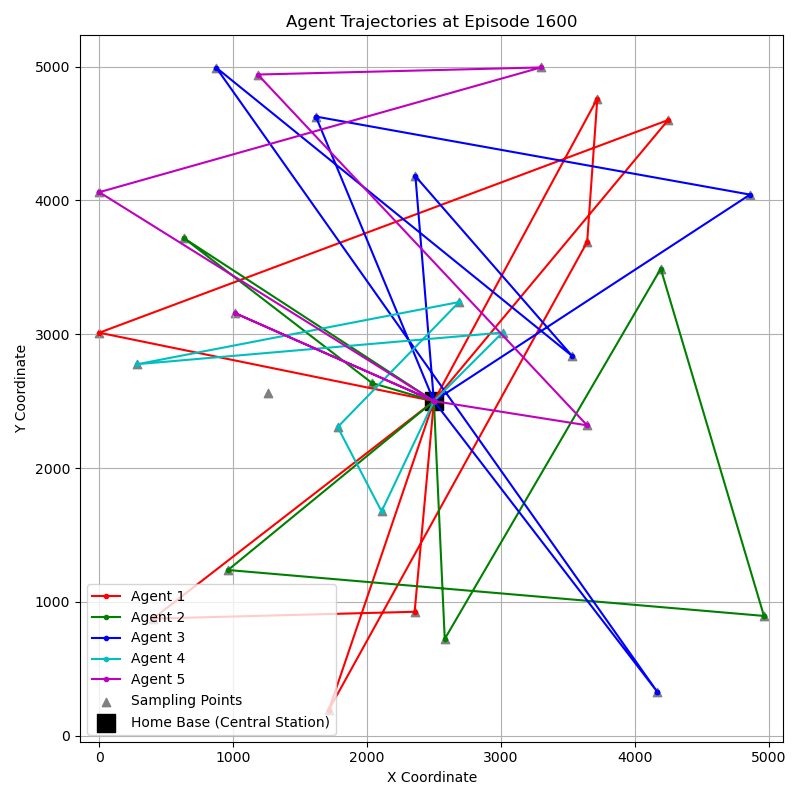 Agent Trajectories at Episode 1600
Y Coordinate
5000
4000
3000
2000
1000
0
Agent 1
Agent 2
Agent 3
Agent 4
Agent 5
Sampling Points
Home Base (Central Station)
0 1000 2000 3000 4000 5000
X Coordinate